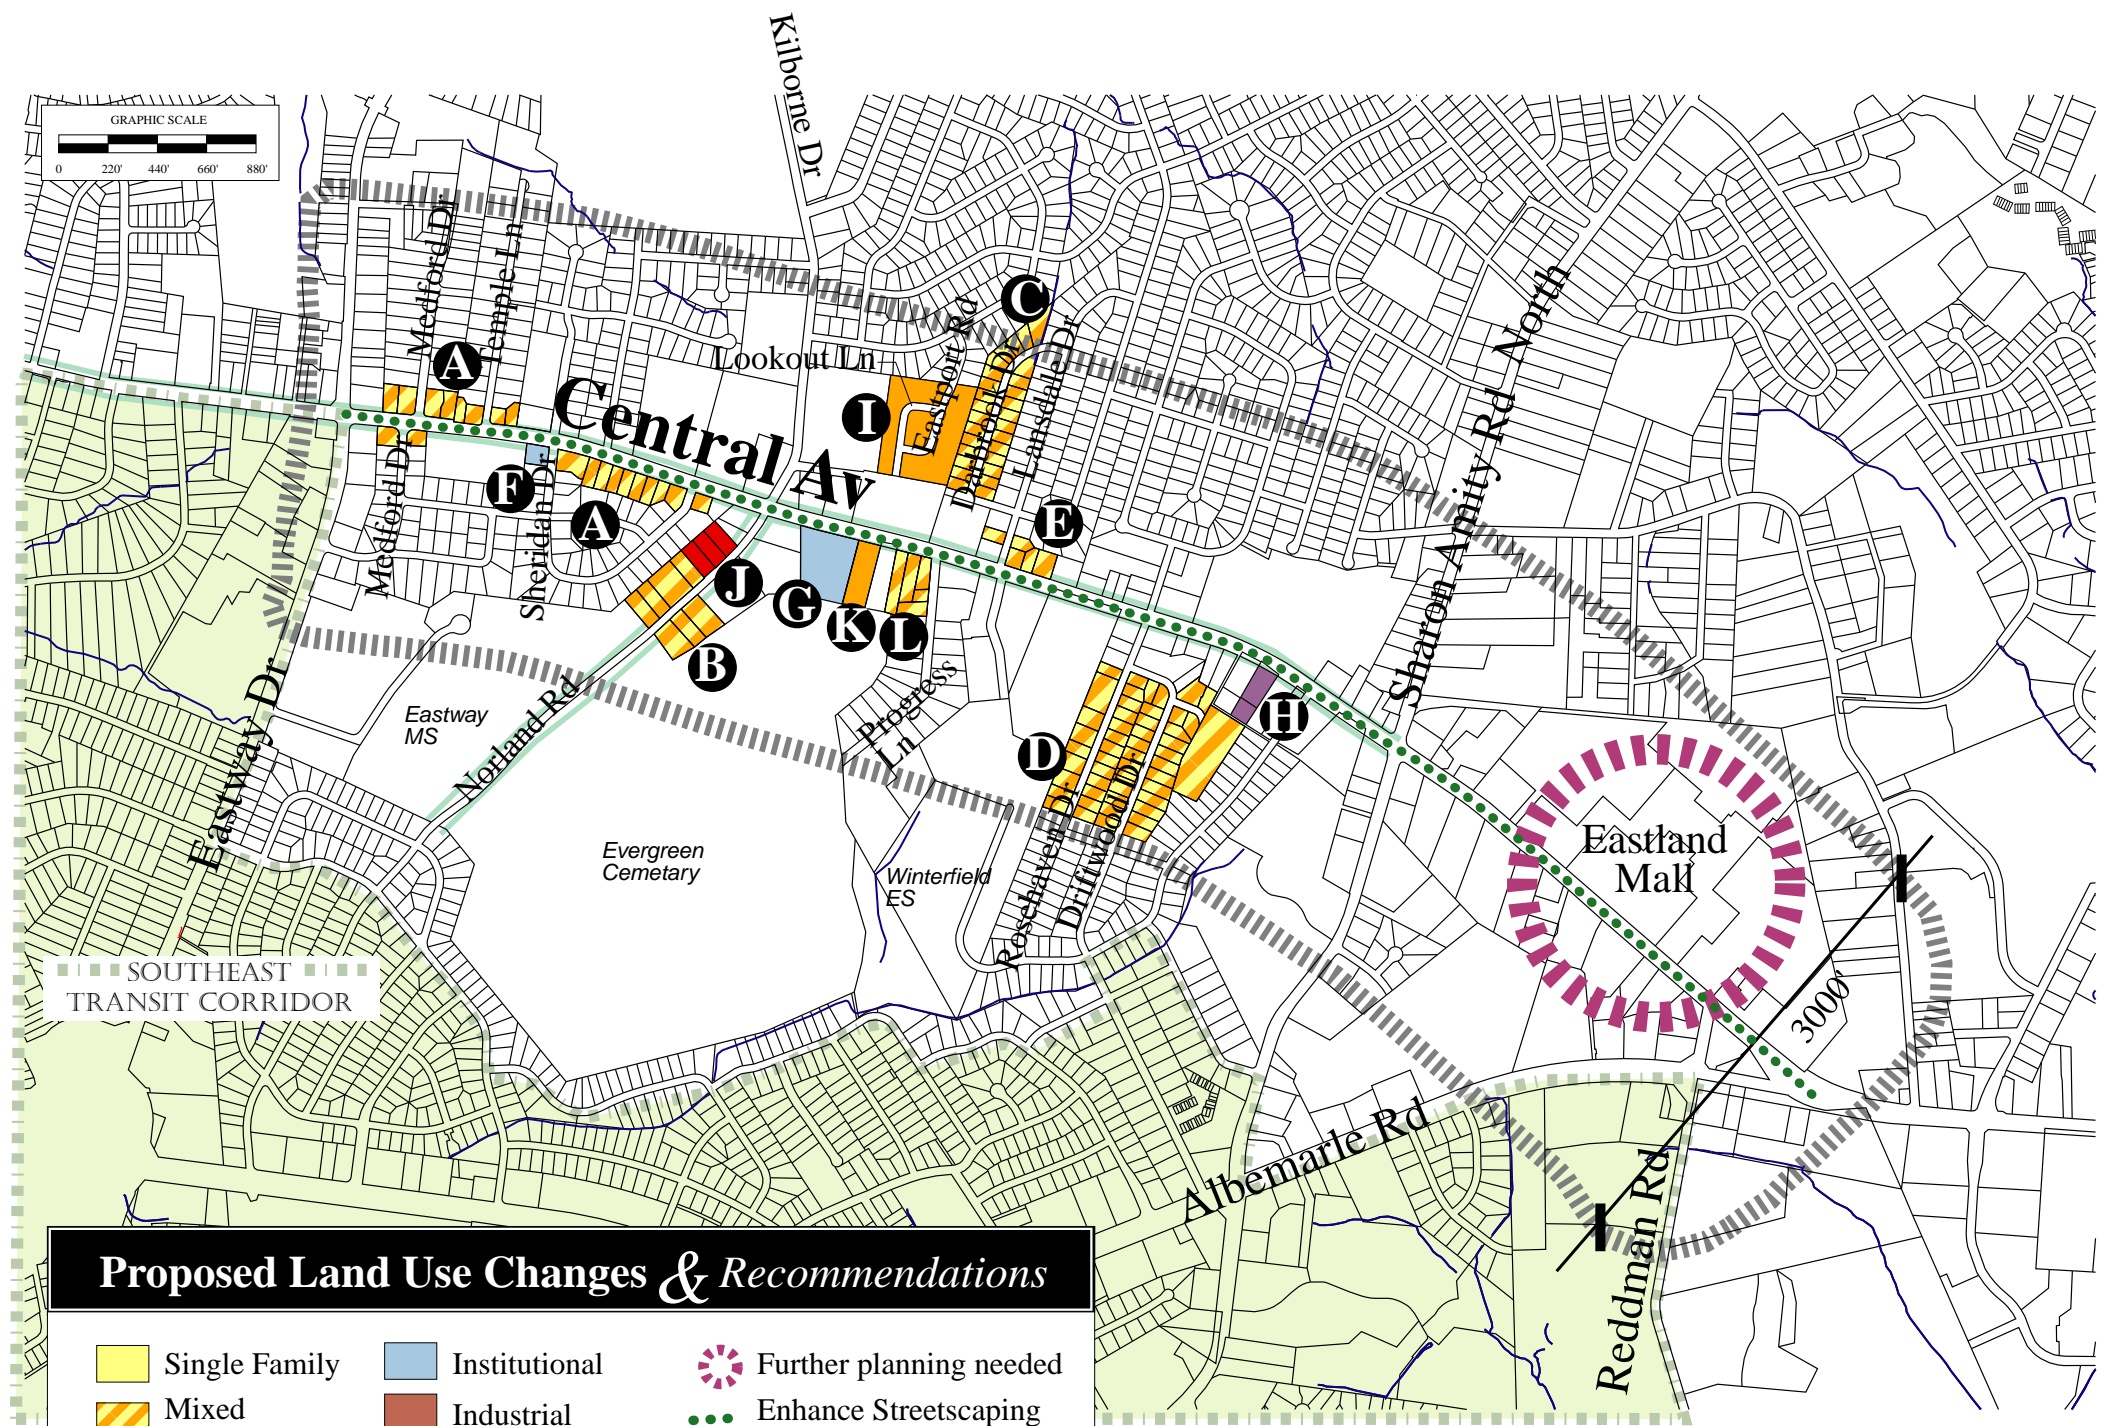 Kilborne Dr
GRAPHIC SCALE
0 220' 440' 660' 880'
Medford Dr
Temple Ln
A
C
Lookout Ln
Eastport Rd
Darbrook Dr
Lansdale Dr
Sharon Amity Rd North
Central Av
I
Medford Dr
F
Sheridan Dr
A
E
J
G
K
L
B
H
Eastway Dr
Eastway
MS
Norland Rd
Progress
Ln
D
Rosehaven Dr
Driftwood Dr
Evergreen
Cemetary
Winterfield
ES
Eastland
Mall
3000'
SOUTHEAST
TRANSIT CORRIDOR
Albemarle Rd
Reddman Rd
Proposed Land Use Changes & Recommendations
Single Family
Institutional
Further planning needed
Mixed
Industrial
Enhance Streetscaping